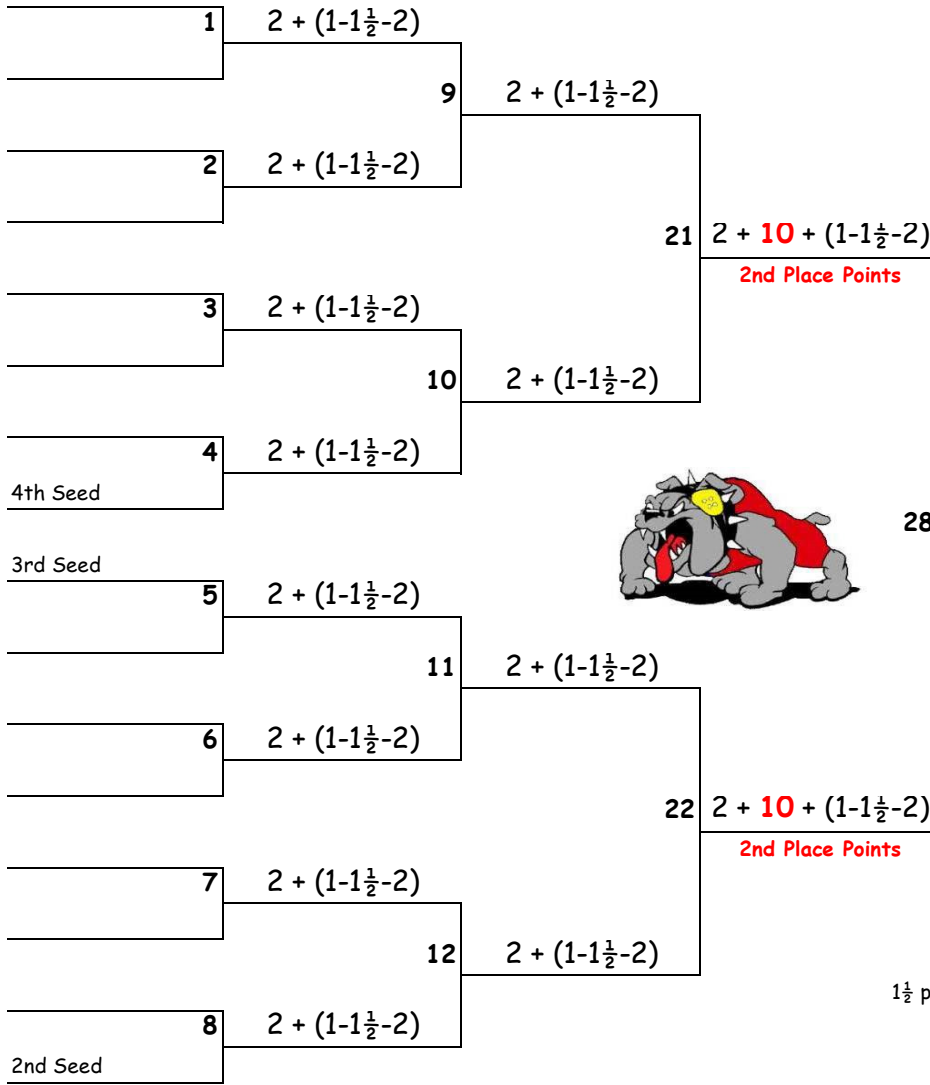 1 2 + (1-1½-2)
9 2 + (1-1½-2)
2 2 + (1-1½-2)
21 2 + 10 + (1-1½-2)
2nd Place Points
3 2 + (1-1½-2)
10 2 + (1-1½-2)
4 2 + (1-1½-2)
4th Seed
28
3rd Seed
5 2 + (1-1½-2)
11 2 + (1-1½-2)
6 2 + (1-1½-2)
22 2 + 10 + (1-1½-2)
2nd Place Points
7 2 + (1-1½-2)
12 2 + (1-1½-2)
1½ p
8 2 + (1-1½-2)
2nd Seed